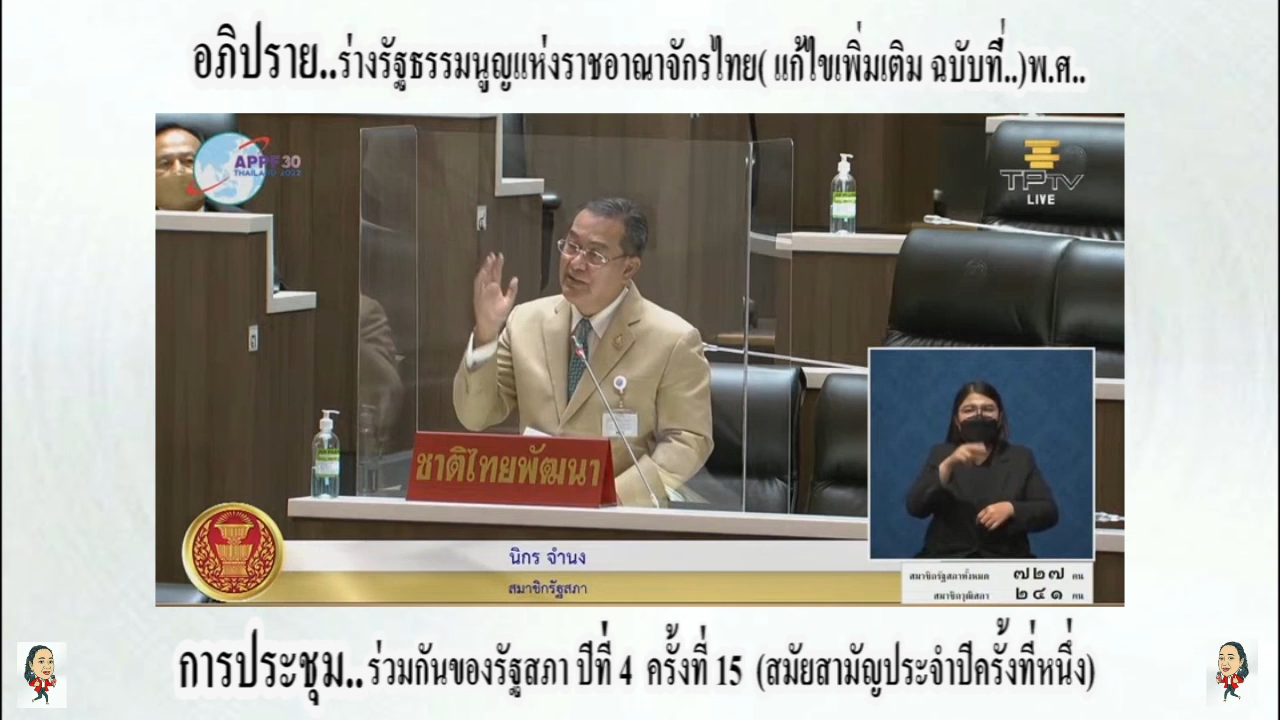 อภิปราย..ร่างรัฐธรรมนูญแห่งราชอาณาจักรไทย( แก้ไขเพิ่มเติม ฉบับที่..)พ.ศ..
APPF30
THAILAND 2022
TPTV
LIVE
ชาติไทยพัฒนา
นิกร จำนง
สมาชิกรัฐสภา
สมาชิกรัฐสภาทั้งหมด ๗๒๗ คน
สมาชิกวุฒิสภา ๒๔๑ คน
การประชุม..ร่วมกันของรัฐสภา ปีที่ 4 ครั้งที่ 15 (สมัยสามัญประจำปีครั้งที่หนึ่ง)